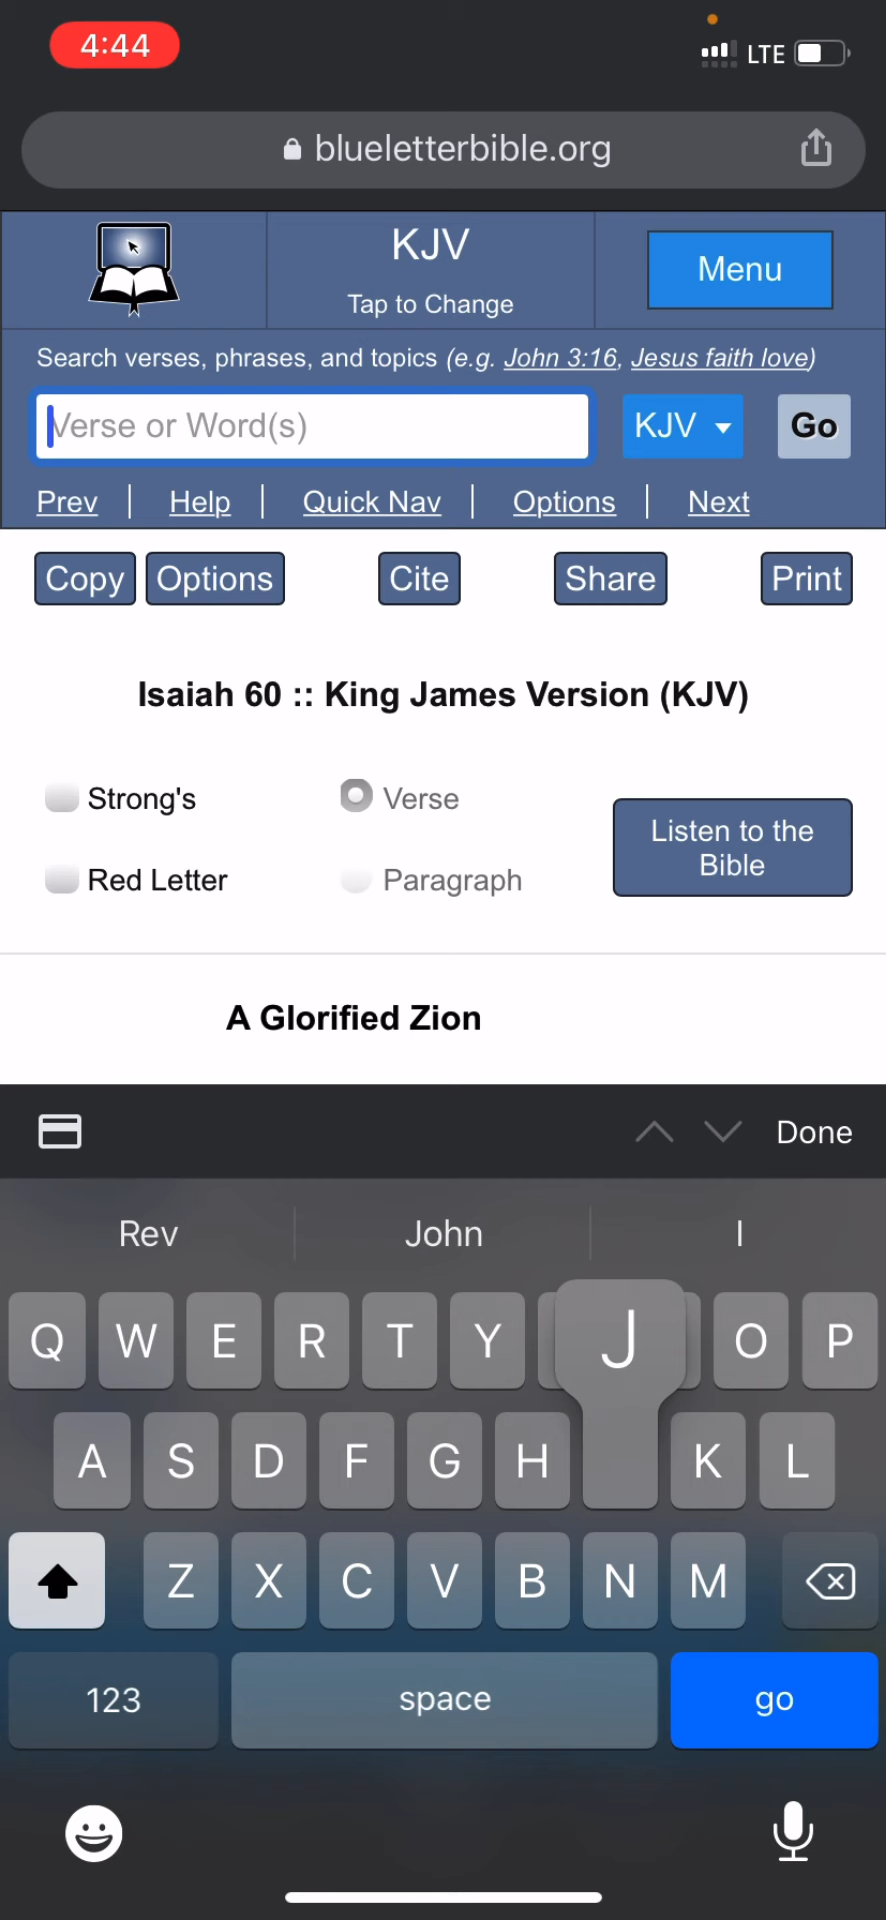 4:44
LTE
blueletterbible.org
KJV
Tap to Change
Menu
Search verses, phrases, and topics (e.g. John 3:16, Jesus faith love)
Verse or Word(s)
KJV
Go
Prev | Help | Quick Nav | Options | Next
Copy Options Cite Share Print
Isaiah 60 :: King James Version (KJV)
Strong's
Verse
Listen to the
Bible
Red Letter
Paragraph
A Glorified Zion
Done
Rev John I
Q W E R T Y J O P
A S D F G H K L
Z X C V B N M
123 space go